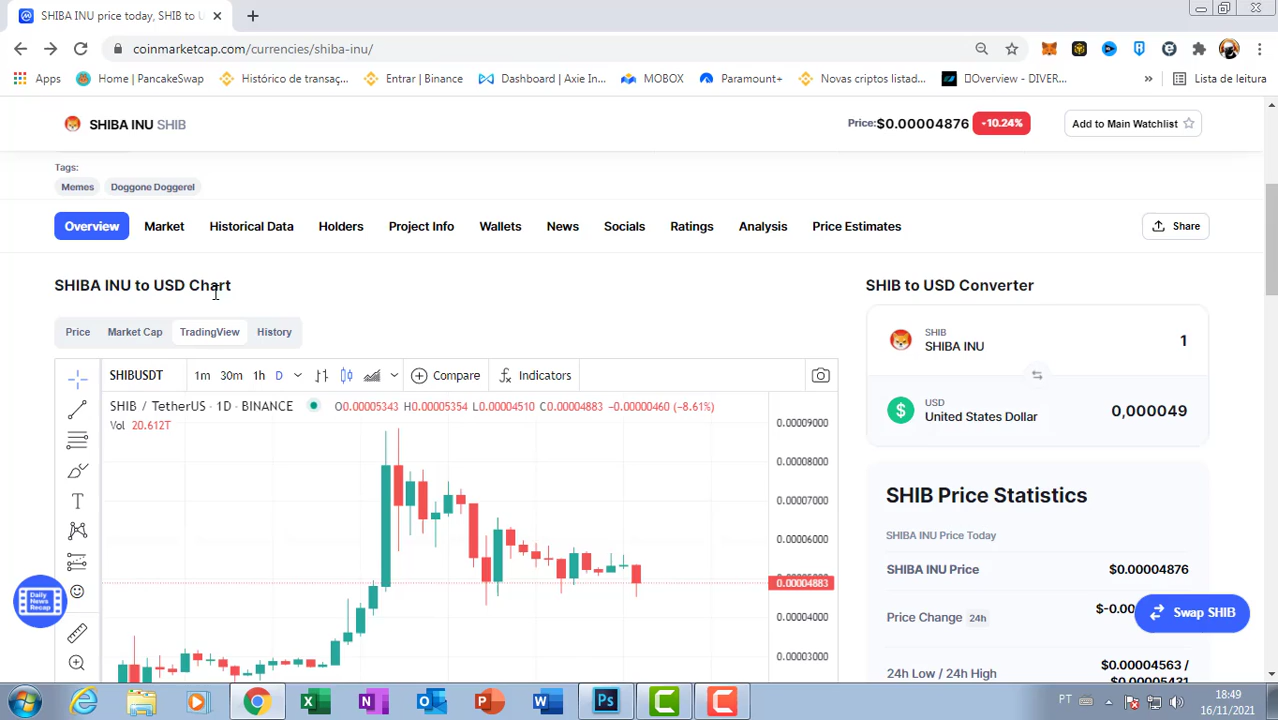 SHIBA INU price today, SHIB to U
coinmarketcap.com/currencies/shiba-inu/
Apps Home | PancakeSwap Histórico de transaç... Entrar | Binance Dashboard | Axie In... MOBOX Paramount+ Novas criptos listad... Overview - DIVER... » Lista de leitura
SHIBA INU SHIB Price:$0.00004876 -10.24% Add to Main Watchlist
Tags:
Memes Doggone Doggerel
Overview Market Historical Data Holders Project Info Wallets News Socials Ratings Analysis Price Estimates Share
SHIBA INU to USD Chart
Price Market Cap TradingView History
SHIBUSDT 1m 30m 1h D Compare Indicators
SHIB / TetherUS · 1D · BINANCE O0.00005343 H0.00005354 L0.00004510 C0.00004883 -0.00000460 (-8.61%)
Vol 20.612T
0.00009000
0.00008000
0.00007000
0.00006000
0.00004883
0.00004000
0.00003000
Daily
News
Recap
SHIB to USD Converter
SHIB
SHIBA INU 1
USD
United States Dollar 0,000049
SHIB Price Statistics
SHIBA INU Price Today
SHIBA INU Price $0.00004876
Price Change 24h $-0.00
Swap SHIB
24h Low / 24h High $0.00004563 /
$0.00005431
PT 18:49
16/11/2021